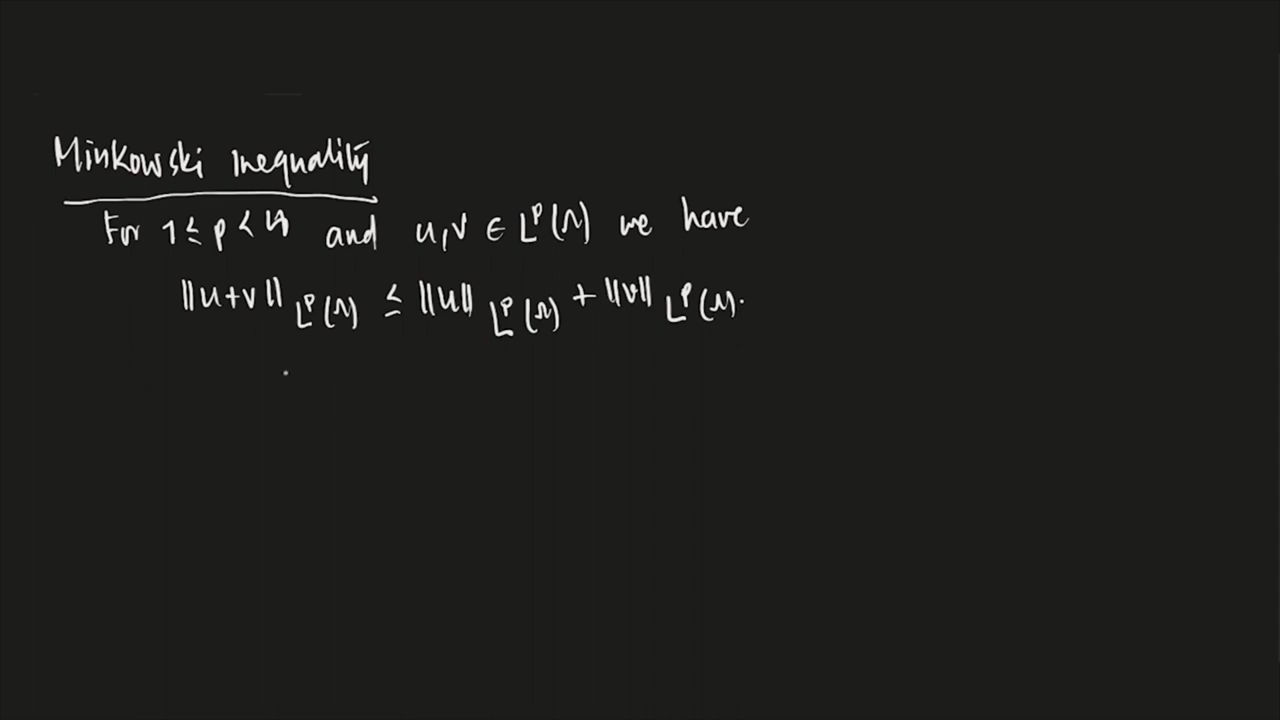 Minkowski Inequality
For 1 ≤ p < ∞ and u, v ∈ L^p(Ω) we have
||u+v||_{L^p(Ω)} ≤ ||u||_{L^p(Ω)} + ||v||_{L^p(Ω)}.